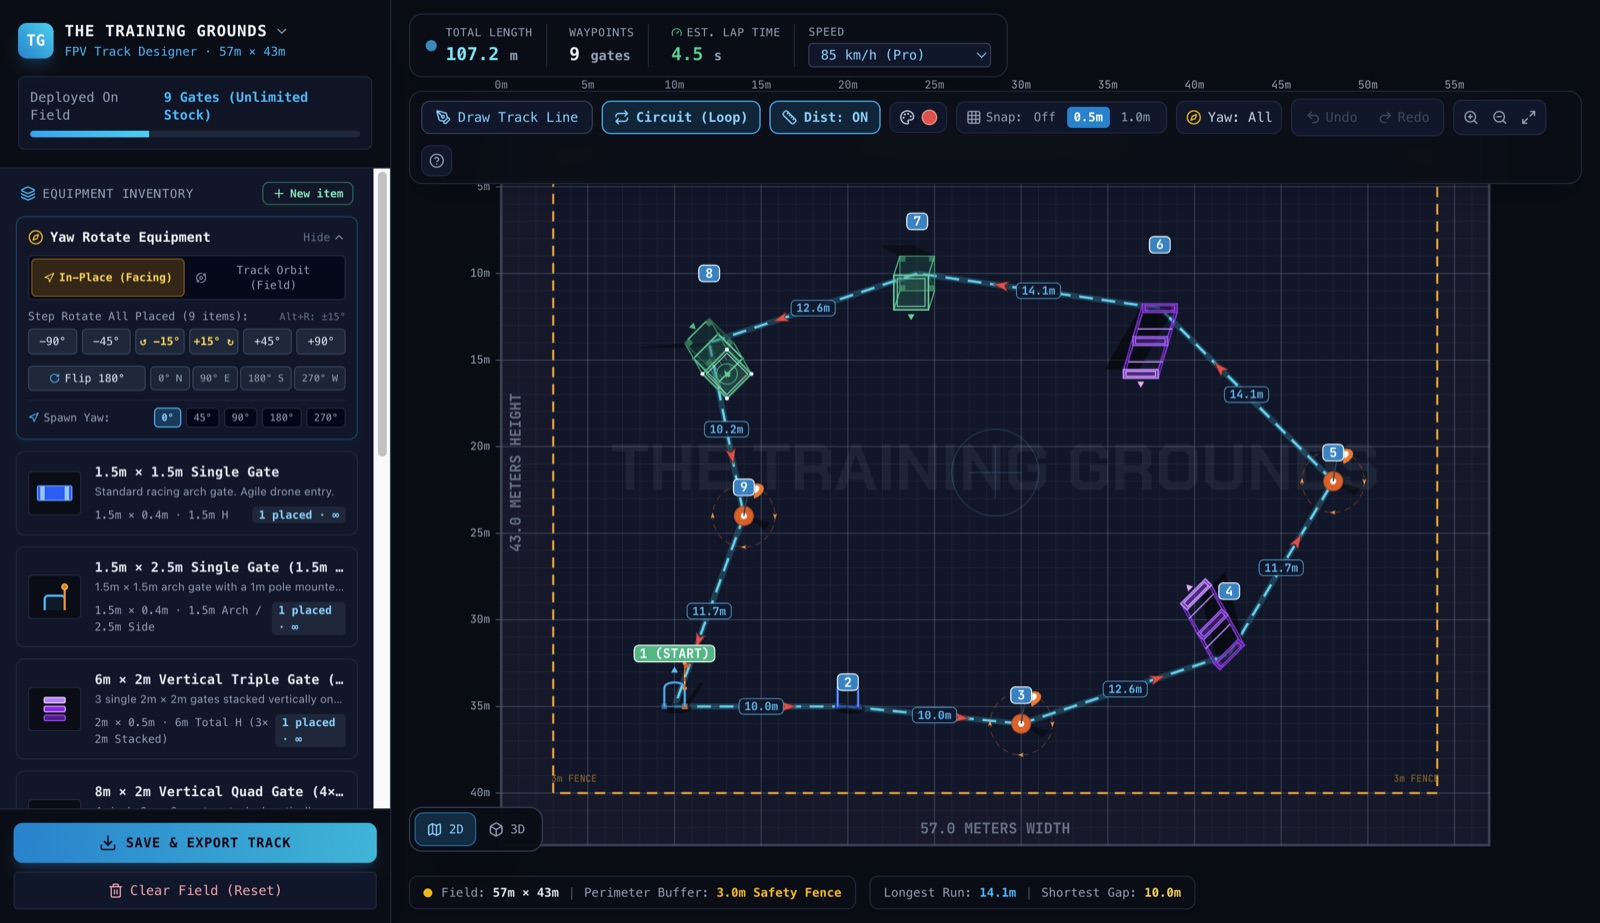 TG
THE TRAINING GROUNDS
FPV Track Designer · 57m × 43m
Deployed On Field
9 Gates (Unlimited Stock)
EQUIPMENT INVENTORY
+ New item
Yaw Rotate Equipment
Hide
In-Place (Facing)
Track Orbit (Field)
Step Rotate All Placed (9 items):
Alt+R: ±15°
−90°
−45°
↺ −15°
+15° ↻
+45°
+90°
Flip 180°
0° N
90° E
180° S
270° W
Spawn Yaw:
0°
45°
90°
180°
270°
1.5m × 1.5m Single Gate
Standard racing arch gate. Agile drone entry.
1.5m × 0.4m · 1.5m H
1 placed · ∞
1.5m × 2.5m Single Gate (1.5m …
1.5m × 1.5m arch gate with a 1m pole mounte…
1.5m × 0.4m · 1.5m Arch / 2.5m Side
1 placed · ∞
6m × 2m Vertical Triple Gate (…
3 single 2m × 2m gates stacked vertically on…
2m × 0.5m · 6m Total H (3× 2m Stacked)
1 placed · ∞
8m × 2m Vertical Quad Gate (4×…
SAVE & EXPORT TRACK
Clear Field (Reset)
TOTAL LENGTH
107.2 m
WAYPOINTS
9 gates
EST. LAP TIME
4.5 s
SPEED
85 km/h (Pro)
0m
5m
10m
15m
20m
25m
30m
35m
40m
45m
50m
55m
Draw Track Line
Circuit (Loop)
Dist: ON
Snap:
Off
0.5m
1.0m
Yaw: All
Undo
Redo
5m
10m
15m
20m
25m
30m
35m
40m
43.0 METERS HEIGHT
THE TRAINING GROUNDS
7
6
8
14.1m
12.6m
14.1m
10.2m
5
9
11.7m
4
11.7m
1 (START)
2
3
12.6m
10.0m
10.0m
3m FENCE
3m FENCE
57.0 METERS WIDTH
2D
3D
Field: 57m × 43m | Perimeter Buffer: 3.0m Safety Fence
Longest Run: 14.1m | Shortest Gap: 10.0m